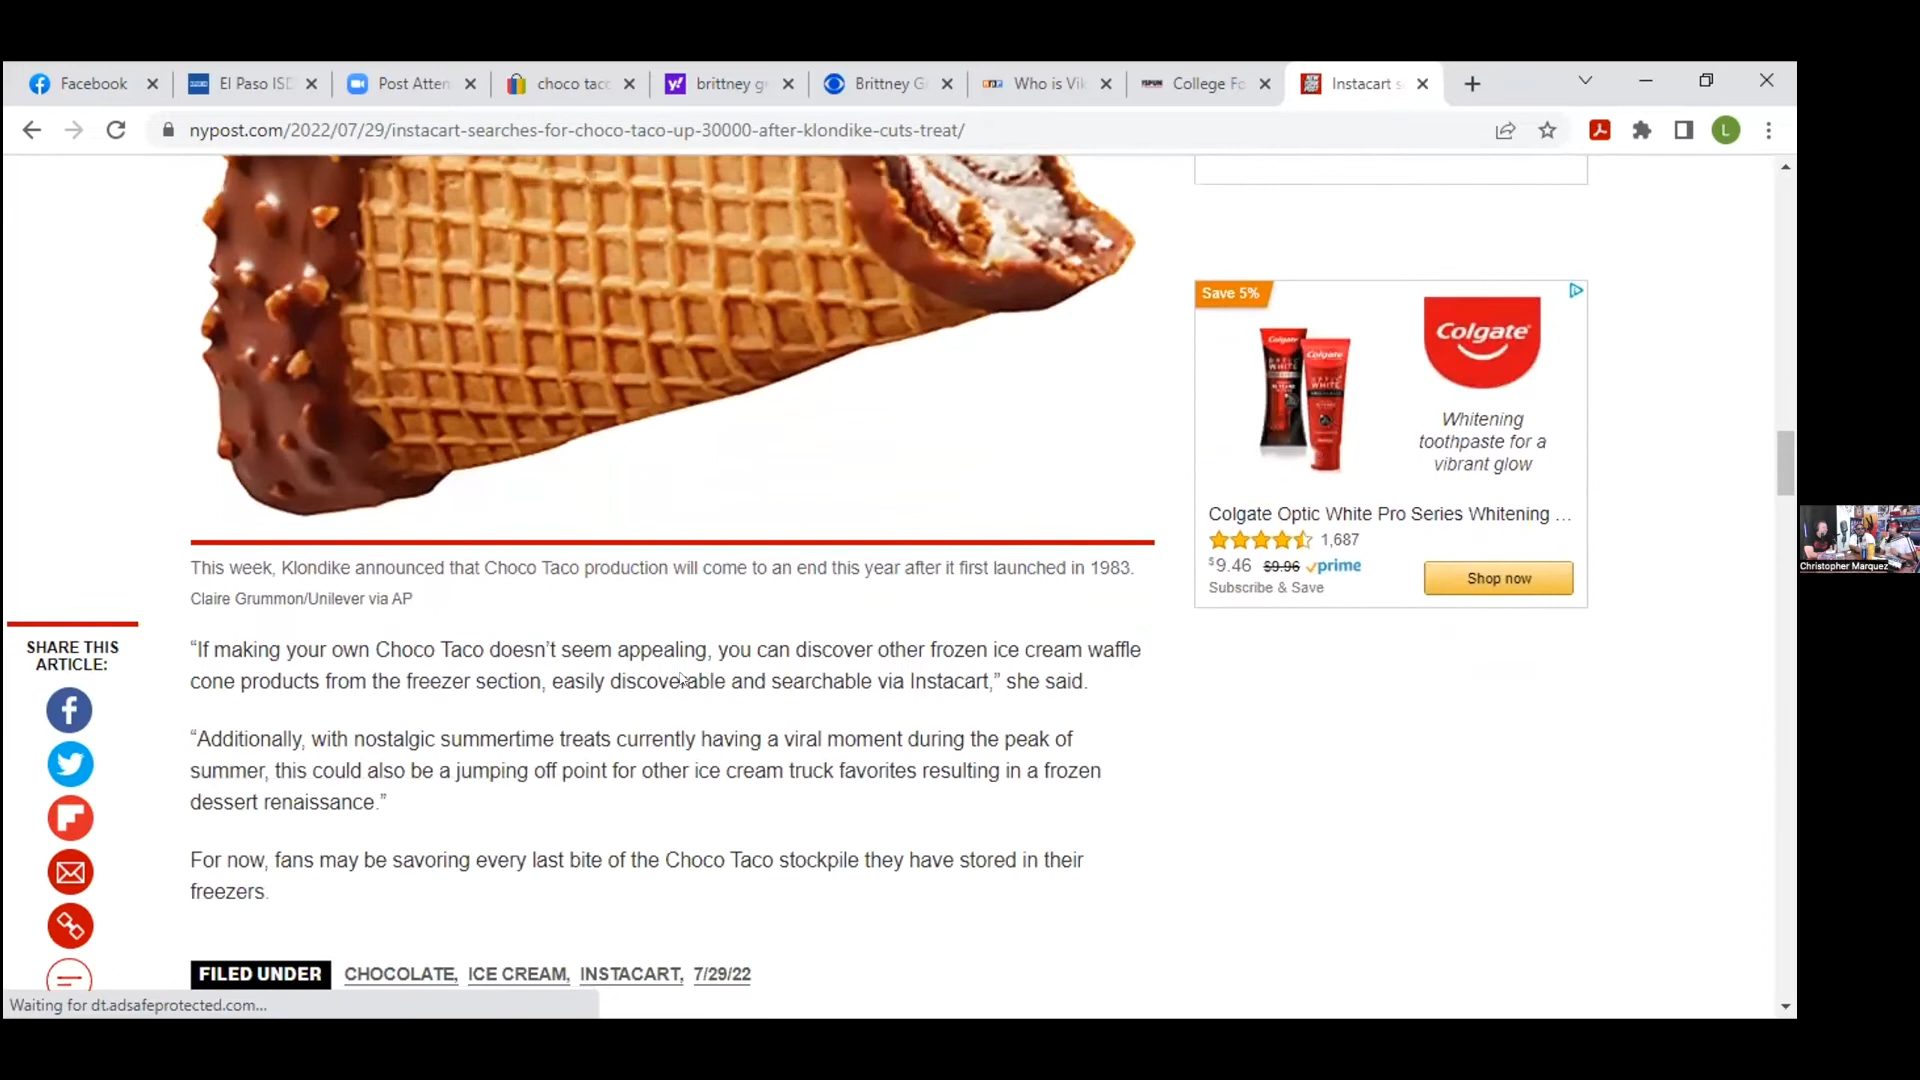 Facebook
El Paso ISD
Post Atten
choco tacc
brittney g
Brittney G
Who is Vik
College Fo
Instacart s
nypost.com/2022/07/29/instacart-searches-for-choco-taco-up-30000-after-klondike-cuts-treat/
L
Save 5%
Colgate
Whitening
toothpaste for a
vibrant glow
Colgate Optic White Pro Series Whitening ...
1,687
$9.46 $9.96 prime
Subscribe & Save
Shop now
This week, Klondike announced that Choco Taco production will come to an end this year after it first launched in 1983.
Claire Grummon/Unilever via AP
SHARE THIS
ARTICLE:
“If making your own Choco Taco doesn’t seem appealing, you can discover other frozen ice cream waffle
cone products from the freezer section, easily discoverable and searchable via Instacart,” she said.
“Additionally, with nostalgic summertime treats currently having a viral moment during the peak of
summer, this could also be a jumping off point for other ice cream truck favorites resulting in a frozen
dessert renaissance.”
For now, fans may be savoring every last bite of the Choco Taco stockpile they have stored in their
freezers.
FILED UNDER CHOCOLATE, ICE CREAM, INSTACART, 7/29/22
Waiting for dt.adsafeprotected.com...
Christopher Marquez